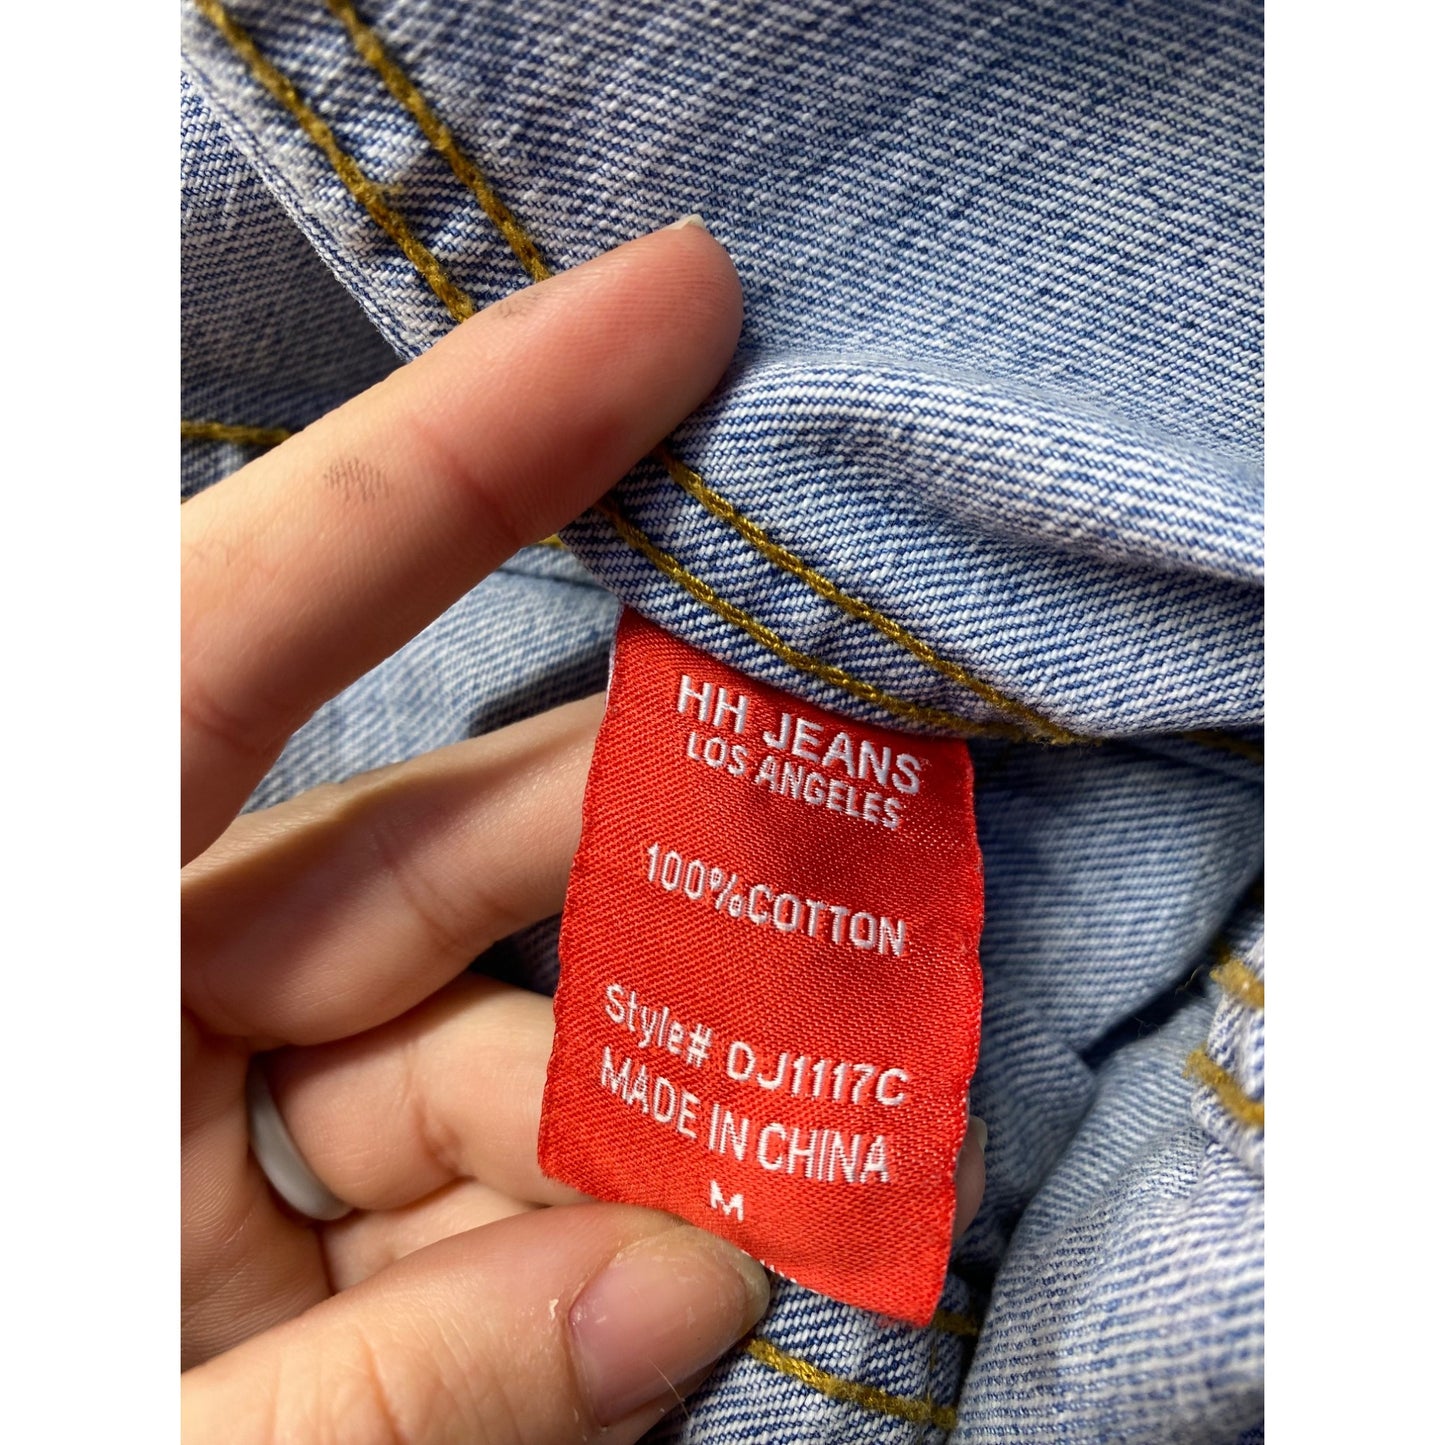 HH JEANS
LOS ANGELES
100%COTTON
Style# DJ1117C
MADE IN CHINA
M